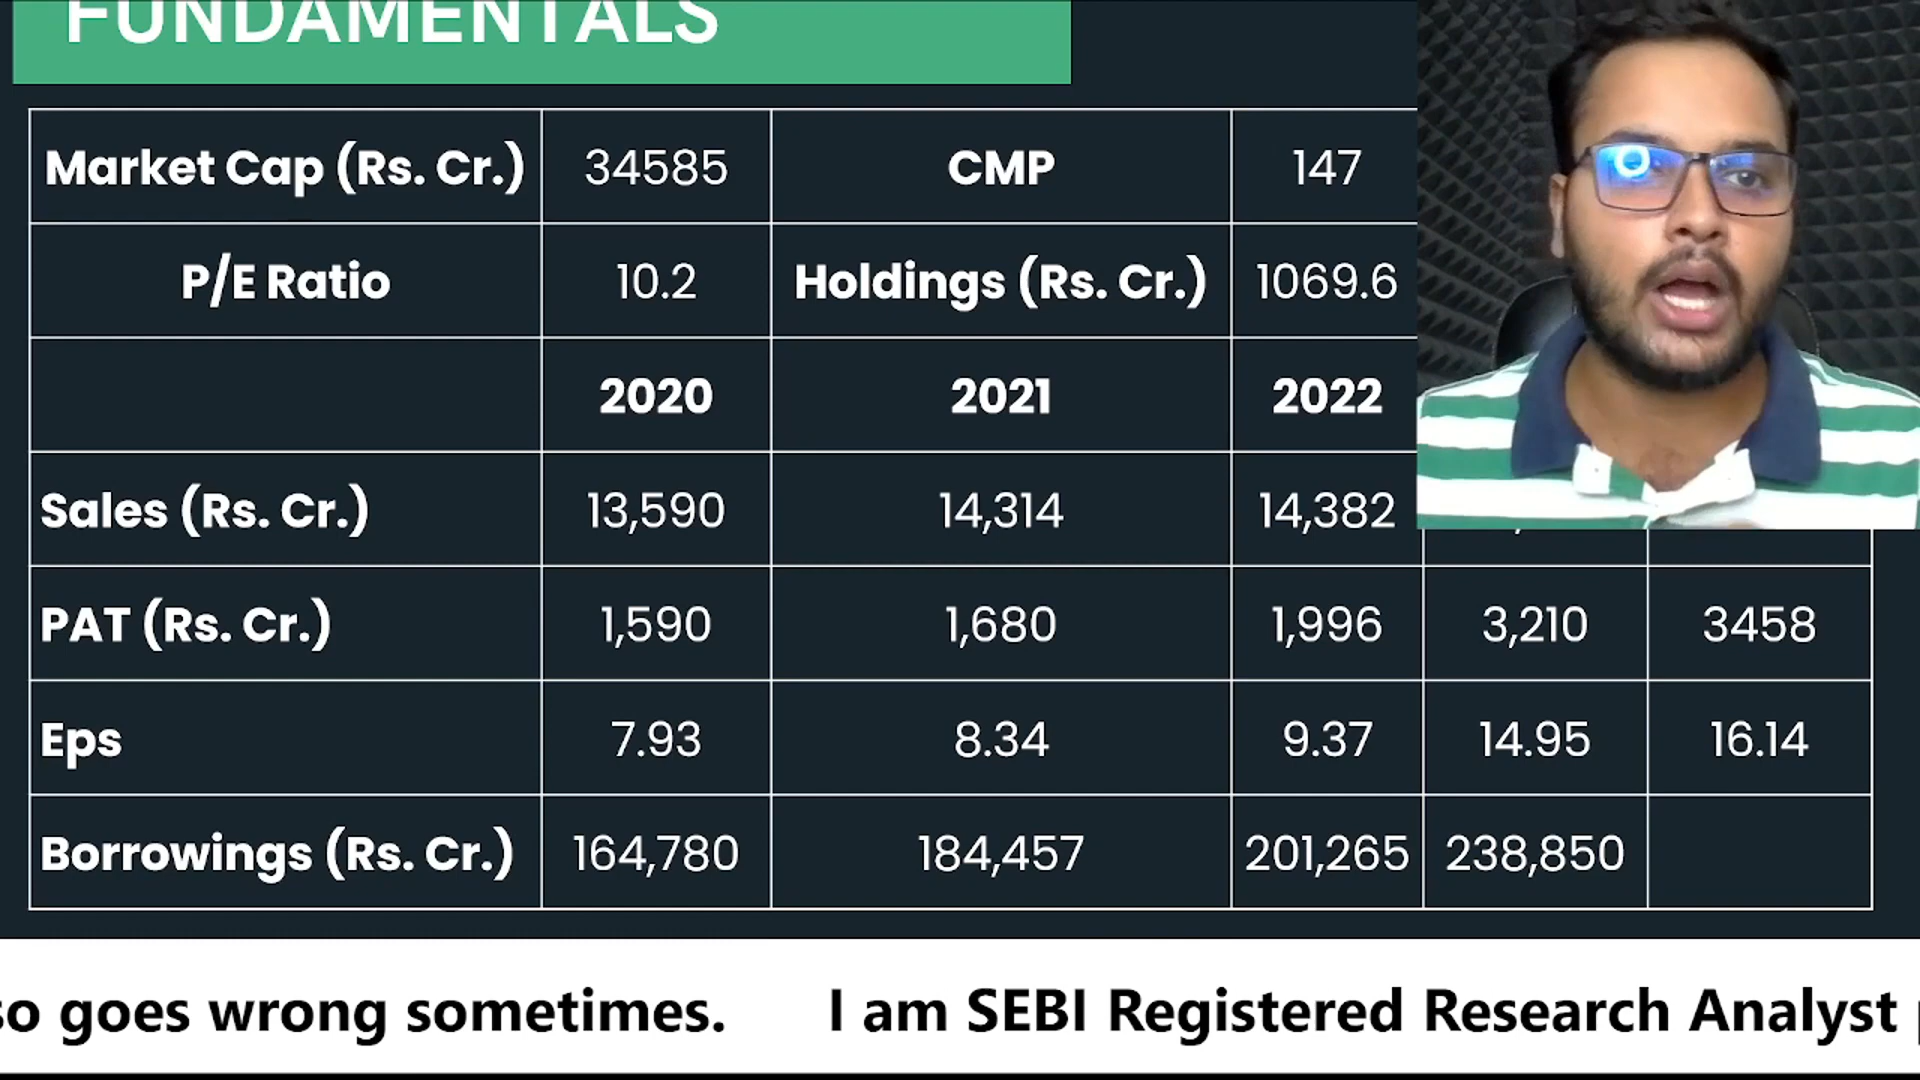 FUNDAMENTALS
Market Cap (Rs. Cr.) 34585 CMP 147
P/E Ratio 10.2 Holdings (Rs. Cr.) 1069.6
2020 2021 2022
Sales (Rs. Cr.) 13,590 14,314 14,382
PAT (Rs. Cr.) 1,590 1,680 1,996 3,210 3458
Eps 7.93 8.34 9.37 14.95 16.14
Borrowings (Rs. Cr.) 164,780 184,457 201,265 238,850
so goes wrong sometimes. I am SEBI Registered Research Analyst